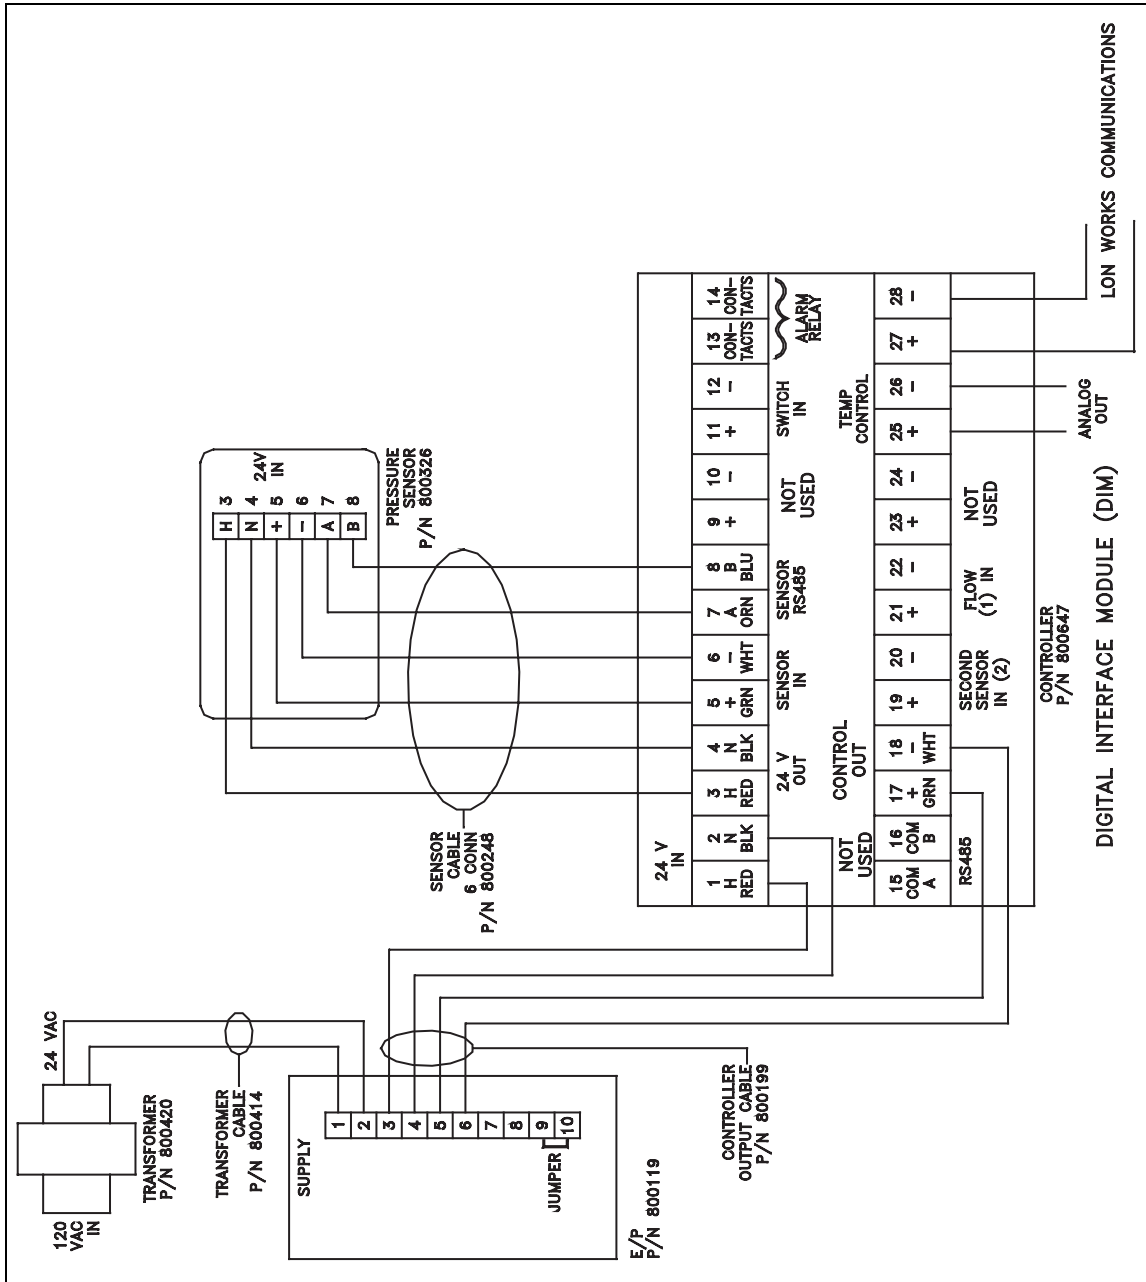 120
VAC
IN
24 VAC
TRANSFORMER
P/N 800420
TRANSFORMER
CABLE
P/N 800414
SUPPLY
1
2
3
4
5
6
7
8
9
10
JUMPER
E/P
P/N 800119
CONTROLLER
OUTPUT CABLE
P/N 800199
SENSOR
CABLE
6 CONN
P/N 800248
24V
IN
3 H
4 N
5 +
6 -
7 A
8 B
PRESSURE
SENSOR
P/N 800326
24 V
IN
1 H RED
2 N BLK
3 H RED
4 N BLK
5 + GRN
6 - WHT
7 A ORN
8 B BLU
9 +
10 -
11 +
12 -
13 CON-TACTS
14 CON-TACTS
24 V
OUT
SENSOR
IN
SENSOR
RS485
NOT
USED
SWITCH
IN
ALARM
RELAY
NOT
USED
CONTROL
OUT
TEMP
CONTROL
15 COM A
16 COM B
17 + GRN
18 - WHT
19 +
20 -
21 +
22 -
23 +
24 -
25 +
26 -
27 +
28 -
RS485
SECOND
SENSOR
IN (2)
FLOW
(1) IN
NOT
USED
ANALOG
OUT
CONTROLLER
P/N 800647
LON WORKS COMMUNICATIONS
DIGITAL INTERFACE MODULE (DIM)